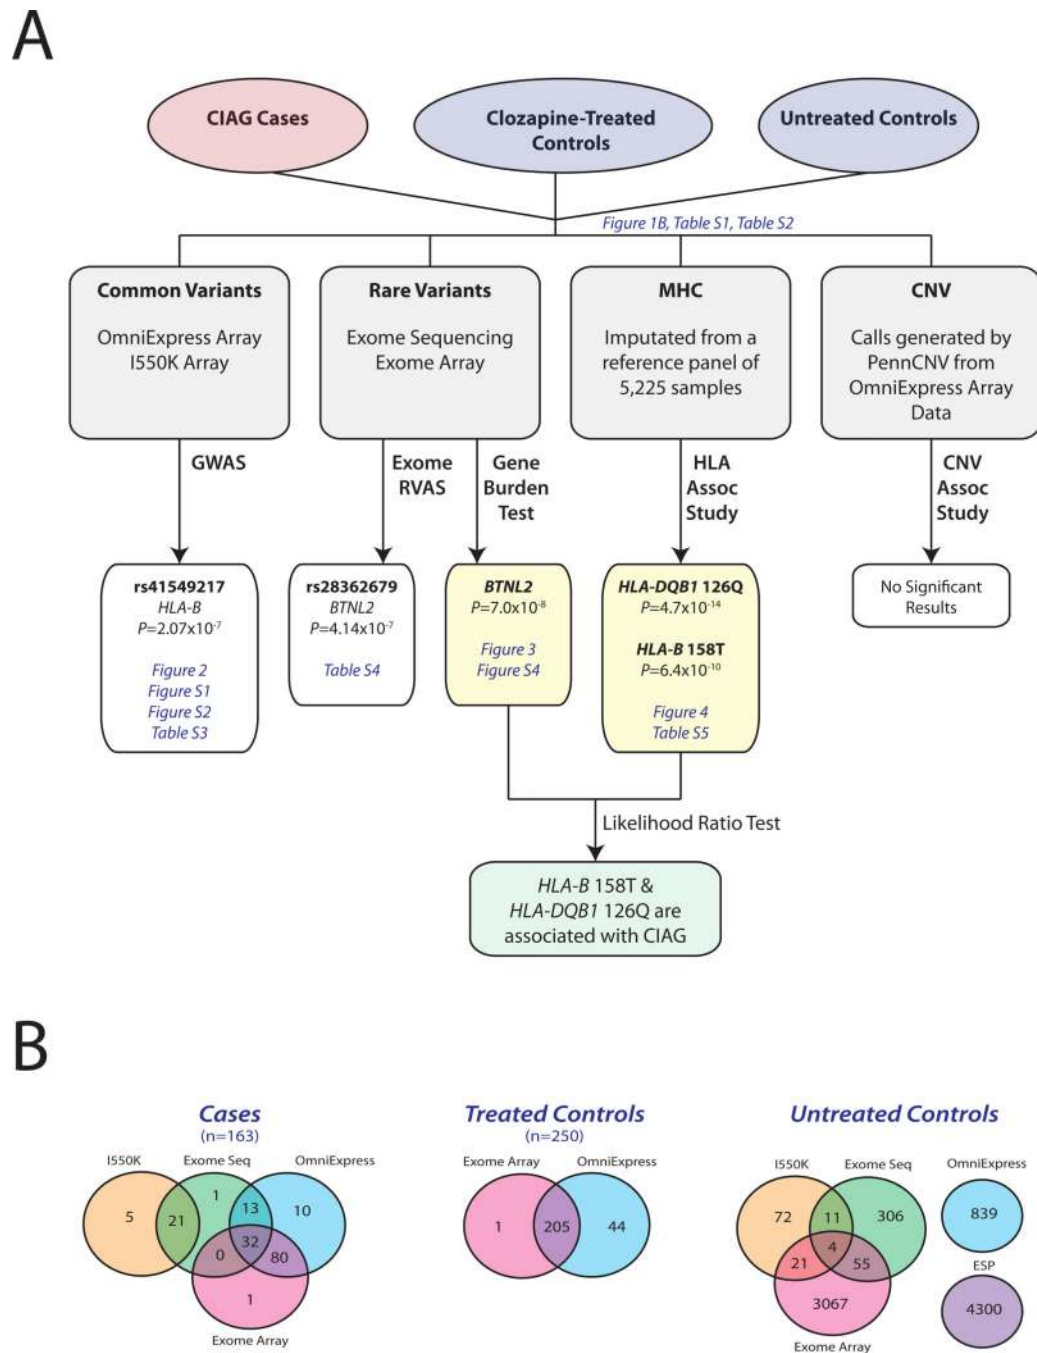 A
CIAG Cases
Clozapine-Treated
Controls
Untreated Controls
Figure 1B, Table S1, Table S2
Common Variants
OmniExpress Array
I550K Array
Rare Variants
Exome Sequencing
Exome Array
MHC
Imputated from a
reference panel of
5,225 samples
CNV
Calls generated by
PennCNV from
OmniExpress Array
Data
GWAS
Exome
RVAS
Gene
Burden
Test
HLA
Assoc
Study
CNV
Assoc
Study
rs41549217
HLA-B
P=2.07x10⁻⁷
Figure 2
Figure S1
Figure S2
Table S3
rs28362679
BTNL2
P=4.14x10⁻⁷
Table S4
BTNL2
P=7.0x10⁻⁸
Figure 3
Figure S4
HLA-DQB1 126Q
P=4.7x10⁻¹⁴
HLA-B 158T
P=6.4x10⁻¹⁰
Figure 4
Table S5
No Significant
Results
Likelihood Ratio Test
HLA-B 158T &
HLA-DQB1 126Q are
associated with CIAG
B
Cases
(n=163)
I550K
Exome Seq
OmniExpress
5
21
1
13
10
32
0
80
1
Exome Array
Treated Controls
(n=250)
Exome Array
OmniExpress
1
205
44
Untreated Controls
I550K
Exome Seq
OmniExpress
72
11
306
839
4
21
55
ESP
3067
4300
Exome Array